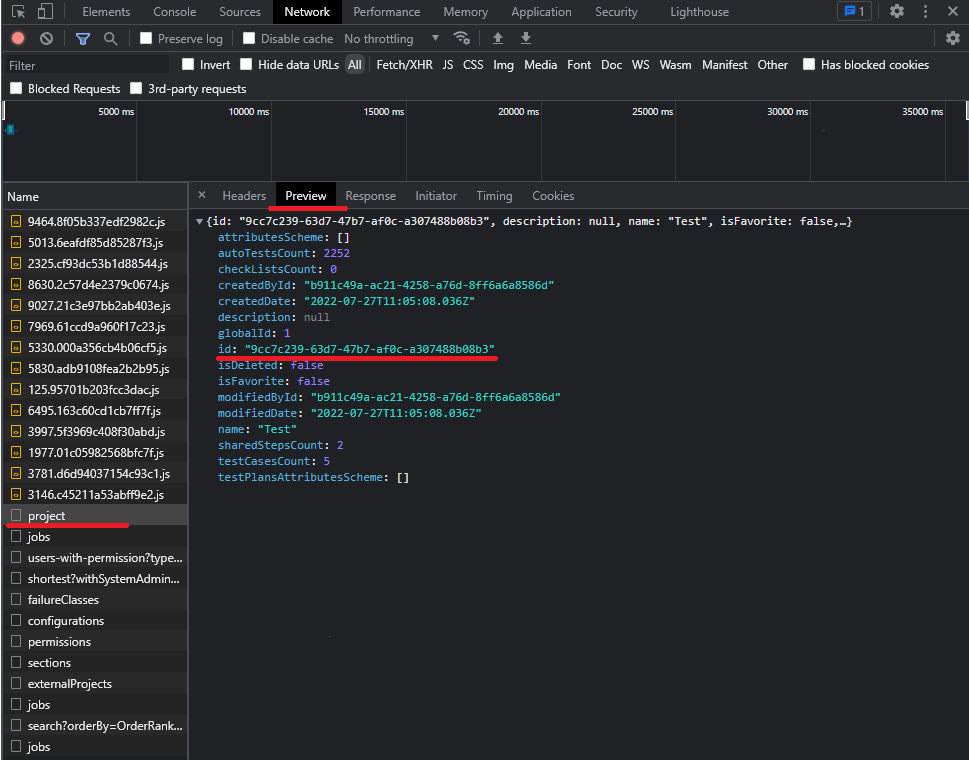 Elements Console Sources Network Performance Memory Application Security Lighthouse 1
Preserve log Disable cache No throttling
Filter Invert Hide data URLs All Fetch/XHR JS CSS Img Media Font Doc WS Wasm Manifest Other Has blocked cookies
Blocked Requests 3rd-party requests
5000 ms 10000 ms 15000 ms 20000 ms 25000 ms 30000 ms 35000 ms
Name
9464.8f05b337edf2982c.js
5013.6eafdf85d85287f3.js
2325.cf93dc53b1d88544.js
8630.2c57d4e2379c0674.js
9027.21c3e97bb2ab403e.js
7969.61ccd9a960f17c23.js
5330.000a356cb4b06cf5.js
5830.adb9108fea2b2b95.js
125.95701b203fcc3dac.js
6495.163c60cd1cb7ff7f.js
3997.5f3969c408f30abd.js
1977.01c05982568bfc7f.js
3781.d6d94037154c93c1.js
3146.c45211a53abff9e2.js
project
jobs
users-with-permission?type...
shortest?withSystemAdmin...
failureClasses
configurations
permissions
sections
externalProjects
jobs
search?orderBy=OrderRank...
jobs
× Headers Preview Response Initiator Timing Cookies
{id: "9cc7c239-63d7-47b7-af0c-a307488b08b3", description: null, name: "Test", isFavorite: false,…}
attributesScheme: []
autoTestsCount: 2252
checkListsCount: 0
createdById: "b911c49a-ac21-4258-a76d-8ff6a6a8586d"
createdDate: "2022-07-27T11:05:08.036Z"
description: null
globalId: 1
id: "9cc7c239-63d7-47b7-af0c-a307488b08b3"
isDeleted: false
isFavorite: false
modifiedById: "b911c49a-ac21-4258-a76d-8ff6a6a8586d"
modifiedDate: "2022-07-27T11:05:08.036Z"
name: "Test"
sharedStepsCount: 2
testCasesCount: 5
testPlansAttributesScheme: []